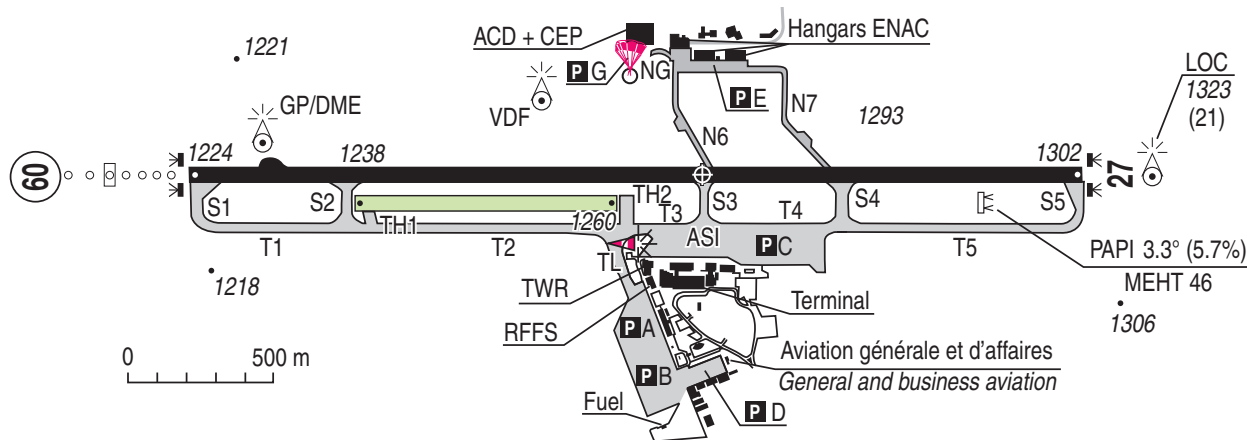 1221
ACD + CEP
Hangars ENAC
P G
NG
P E
N7
LOC
1323
(21)
GP/DME
VDF
N6
1293
1224
1238
1302
09
27
S1
S2
TH2
S3
S4
S5
TH1
1260
T3
T4
T1
T2
ASI
P C
T5
PAPI 3.3° (5.7%)
MEHT 46
1218
TL
TWR
Terminal
1306
RFFS
P A
0 500 m
Aviation générale et d'affaires
General and business aviation
P B
Fuel
P D